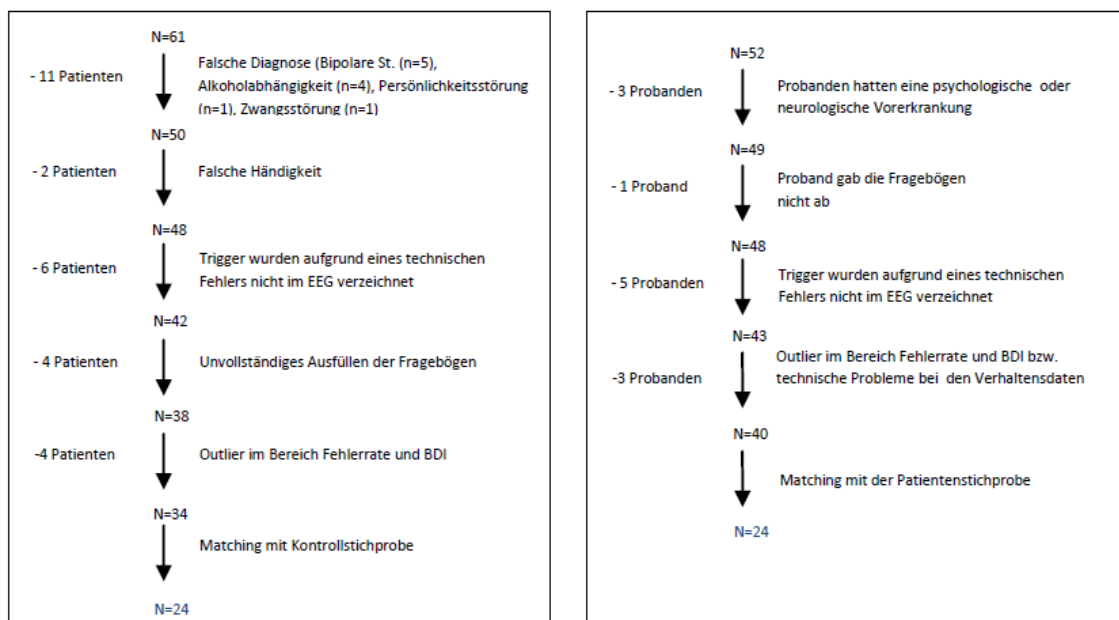 N=61
- 11 Patienten
Falsche Diagnose (Bipolare St. (n=5),
Alkoholabhängigkeit (n=4), Persönlichkeitsstörung
(n=1), Zwangsstörung (n=1)
N=50
- 2 Patienten
Falsche Händigkeit
N=48
- 6 Patienten
Trigger wurden aufgrund eines technischen
Fehlers nicht im EEG verzeichnet
N=42
- 4 Patienten
Unvollständiges Ausfüllen der Fragebögen
N=38
-4 Patienten
Outlier im Bereich Fehlerrate und BDI
N=34
Matching mit Kontrollstichprobe
N=24
N=52
- 3 Probanden
Probanden hatten eine psychologische oder
neurologische Vorerkrankung
N=49
- 1 Proband
Proband gab die Fragebögen
nicht ab
N=48
- 5 Probanden
Trigger wurden aufgrund eines technischen
Fehlers nicht im EEG verzeichnet
N=43
-3 Probanden
Outlier im Bereich Fehlerrate und BDI bzw.
technische Probleme bei den Verhaltensdaten
N=40
Matching mit der Patientenstichprobe
N=24